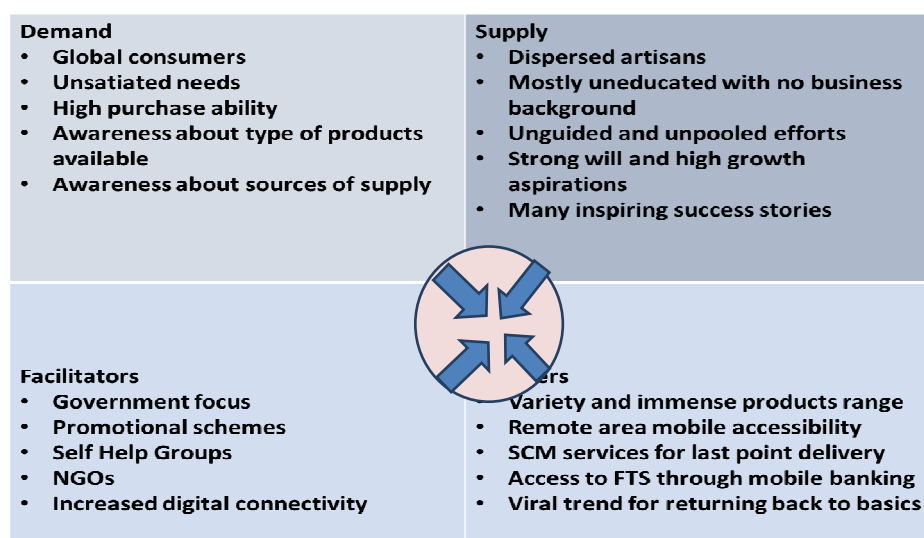 Demand
• Global consumers
• Unsatiated needs
• High purchase ability
• Awareness about type of products
available
• Awareness about sources of supply
Supply
• Dispersed artisans
• Mostly uneducated with no business
background
• Unguided and unpooled efforts
• Strong will and high growth
aspirations
• Many inspiring success stories
Facilitators
• Government focus
• Promotional schemes
• Self Help Groups
• NGOs
• Increased digital connectivity
• Variety and immense products range
• Remote area mobile accessibility
• SCM services for last point delivery
• Access to FTS through mobile banking
• Viral trend for returning back to basics